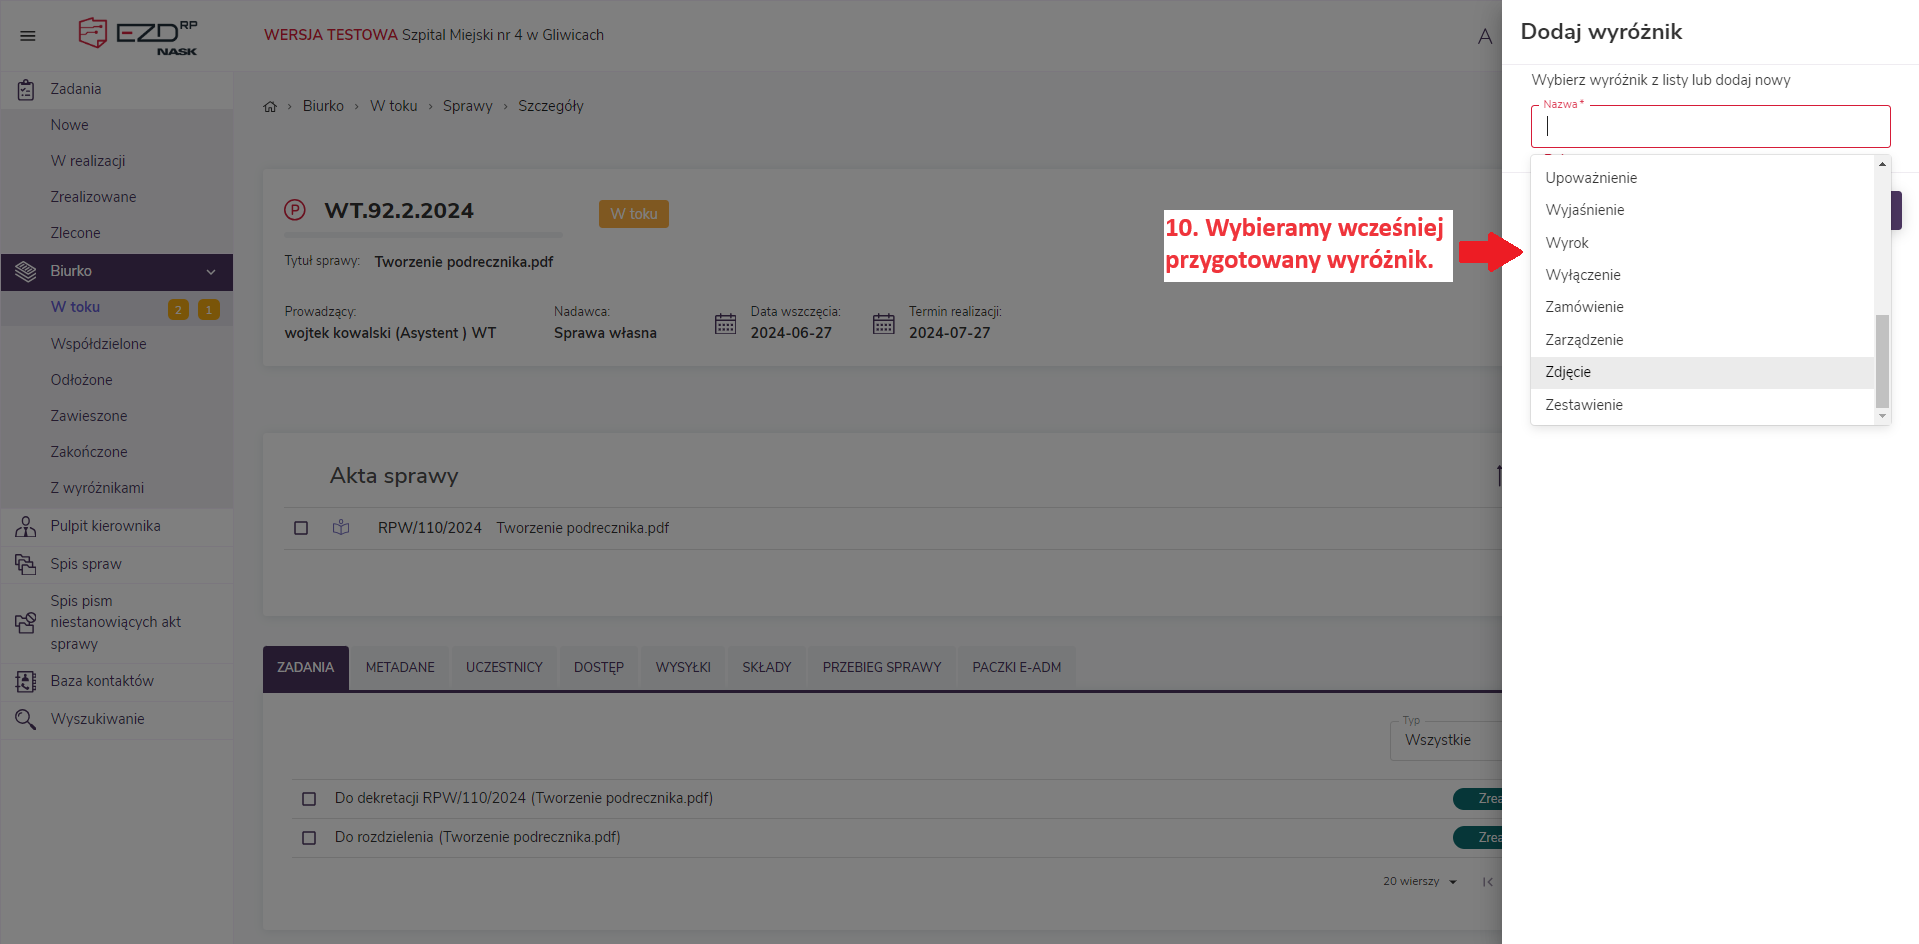 EZD RP
NASK
WERSJA TESTOWA Szpital Miejski nr 4 w Gliwicach
A
Zadania
Nowe
W realizacji
Zrealizowane
Zlecone
Biurko
W toku 2 1
Współdzielone
Odłożone
Zawieszone
Zakończone
Z wyróżnikami
Pulpit kierownika
Spis spraw
Spis pism
niestanowiących akt
sprawy
Baza kontaktów
Wyszukiwanie
Biurko › W toku › Sprawy › Szczegóły
P WT.92.2.2024 W toku
Tytuł sprawy: Tworzenie podrecznika.pdf
Prowadzący: Nadawca: Data wszczęcia: Termin realizacji:
wojtek kowalski (Asystent ) WT Sprawa własna 2024-06-27 2024-07-27
Akta sprawy
RPW/110/2024 Tworzenie podrecznika.pdf
ZADANIA METADANE UCZESTNICY DOSTĘP WYSYŁKI SKŁADY PRZEBIEG SPRAWY PACZKI E-ADM
Typ
Wszystkie
Do dekretacji RPW/110/2024 (Tworzenie podrecznika.pdf) Zrea
Do rozdzielenia (Tworzenie podrecznika.pdf) Zrea
20 wierszy
10. Wybieramy wcześniej
przygotowany wyróżnik.
Dodaj wyróżnik
Wybierz wyróżnik z listy lub dodaj nowy
Nazwa *
Upoważnienie
Wyjaśnienie
Wyrok
Wyłączenie
Zamówienie
Zarządzenie
Zdjęcie
Zestawienie